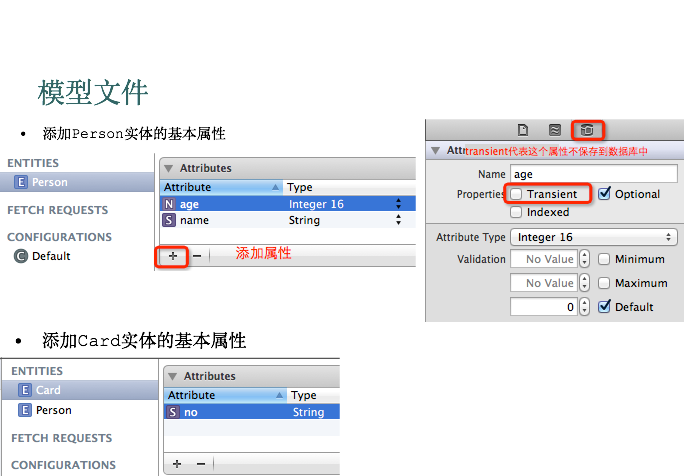 模型文件
• 添加Person实体的基本属性
ENTITIES
E Person
FETCH REQUESTS
CONFIGURATIONS
C Default
Attributes
Attribute Type
N age Integer 16
S name String
+ − 添加属性
Attr
transient代表这个属性不保存到数据库中
Name age
Properties Transient Optional
Indexed
Attribute Type Integer 16
Validation No Value Minimum
No Value Maximum
0 Default
• 添加Card实体的基本属性
ENTITIES
E Card
E Person
FETCH REQUESTS
CONFIGURATIONS
Attributes
Attribute Type
S no String
+ −